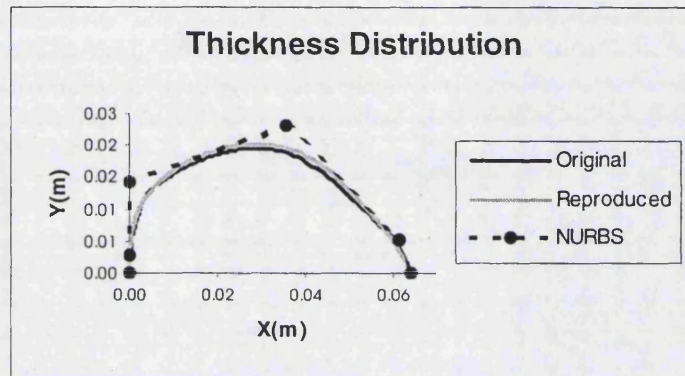 Thickness Distribution
0.03
0.02
0.02
0.01
0.01
0.00
Y(m)
0.00 0.02 0.04 0.06
X(m)
Original
Reproduced
NURBS